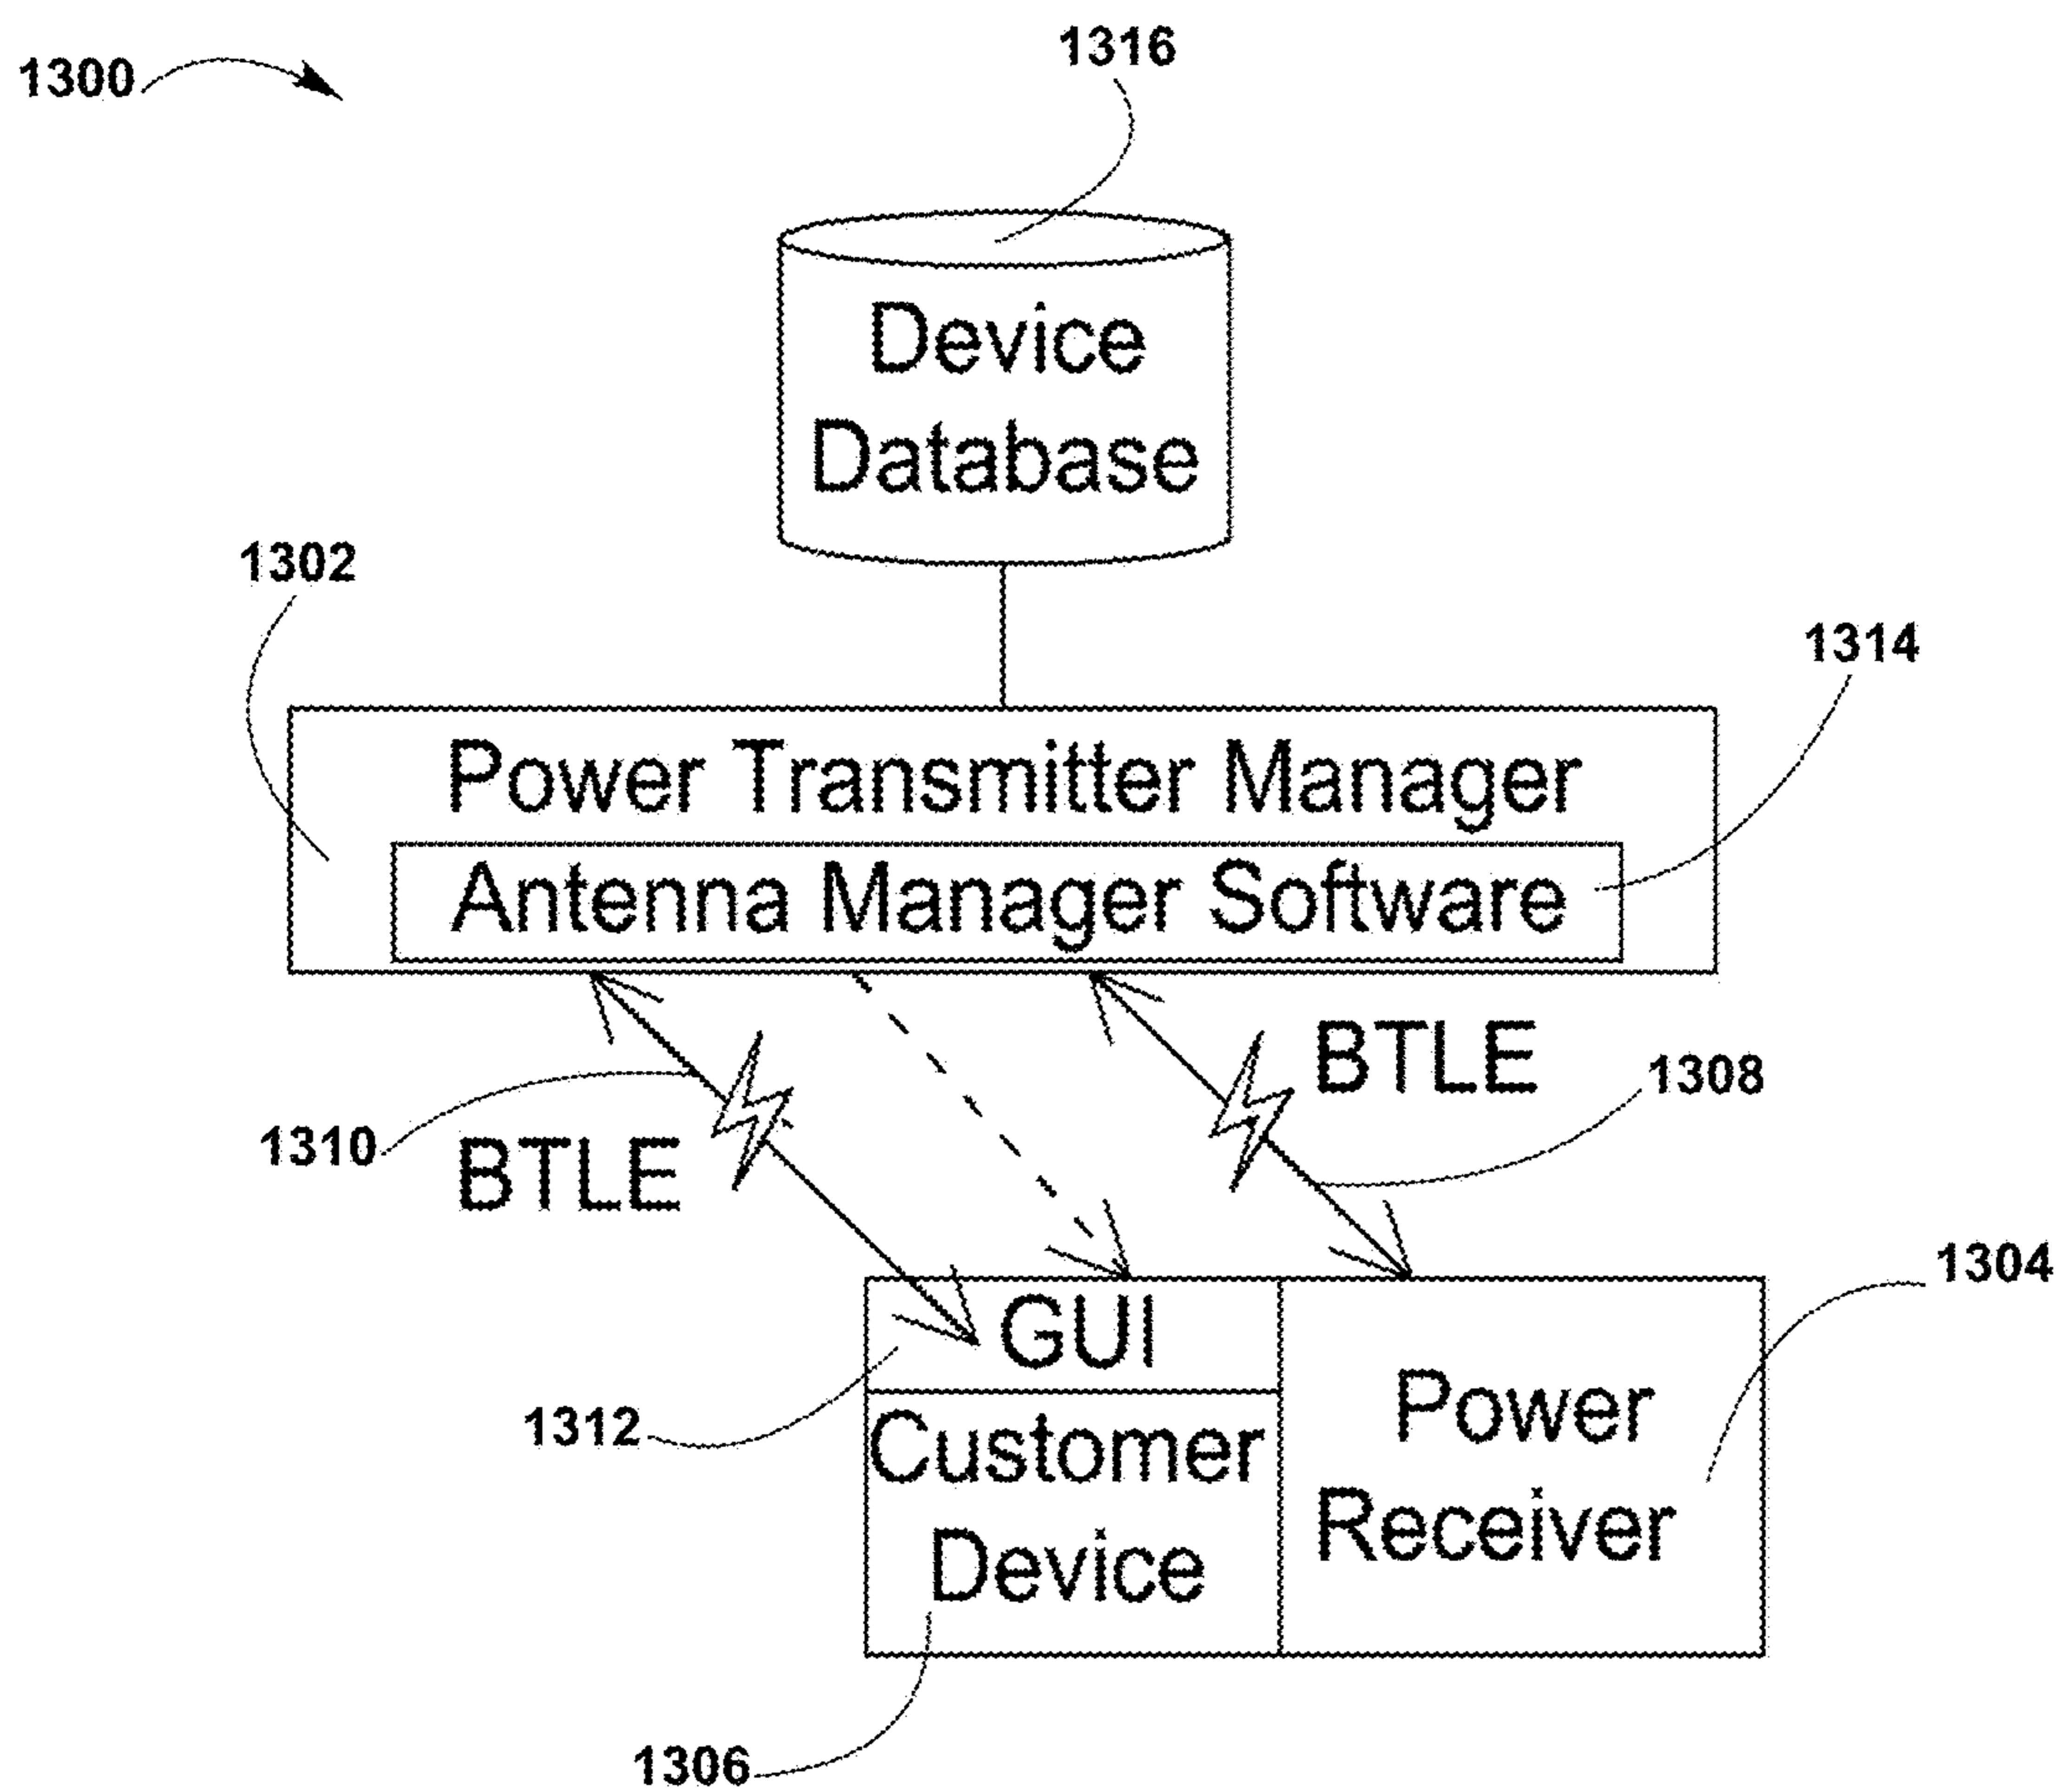 1316
1300
Device
Database
1302
1314
Power Transmitter Manager
Antenna Manager Software
BTLE
1308
1310
BTLE
1304
GUI
1312
Customer
Device
Power
Receiver
1306